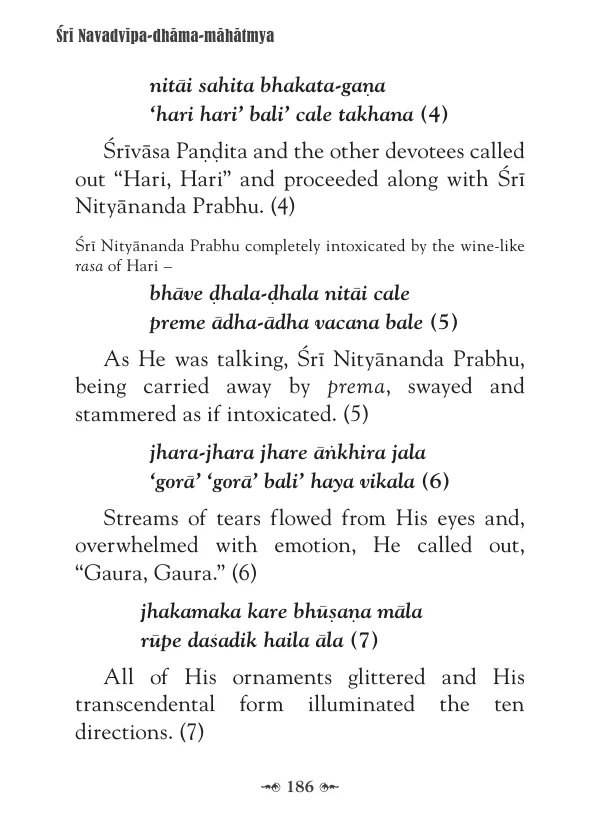 Śrī Navadvīpa-dhāma-māhātmya
nitāi sahita bhakata-gaṇa
‘hari hari’ bali’ cale takhana (4)
Śrīvāsa Paṇḍita and the other devotees called
out “Hari, Hari” and proceeded along with Śrī
Nityānanda Prabhu. (4)
Śrī Nityānanda Prabhu completely intoxicated by the wine-like
rasa of Hari –
bhāve ḍhala-ḍhala nitāi cale
preme ādha-ādha vacana bale (5)
As He was talking, Śrī Nityānanda Prabhu,
being carried away by prema, swayed and
stammered as if intoxicated. (5)
jhara-jhara jhare āṅkhira jala
‘gorā’ ‘gorā’ bali’ haya vikala (6)
Streams of tears flowed from His eyes and,
overwhelmed with emotion, He called out,
“Gaura, Gaura.” (6)
jhakamaka kare bhūṣaṇa māla
rūpe daśadik haila āla (7)
All of His ornaments glittered and His
transcendental form illuminated the ten
directions. (7)
186